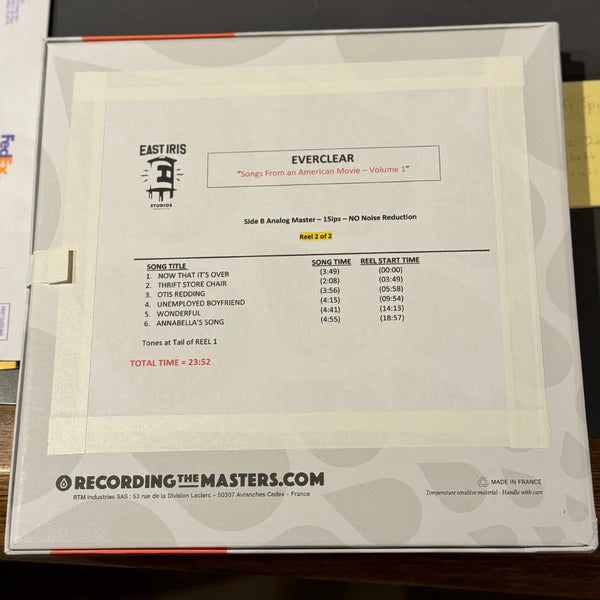 FedEx
EAST IRIS
STUDIOS
EVERCLEAR
"Songs From an American Movie – Volume 1"
Side B Analog Master – 15ips – NO Noise Reduction
Reel 2 of 2
SONG TITLE SONG TIME REEL START TIME
1. NOW THAT IT'S OVER (3:49) (00:00)
2. THRIFT STORE CHAIR (2:08) (03:49)
3. OTIS REDDING (3:56) (05:58)
4. UNEMPLOYED BOYFRIEND (4:15) (09:54)
5. WONDERFUL (4:41) (14:13)
6. ANNABELLA'S SONG (4:55) (18:57)
Tones at Tail of REEL 1
TOTAL TIME = 23:52
RECORDING THE MASTERS.COM
RTM Industries SAS : 53 rue de la Division Leclerc – 50307 Avranches Cedex - France
MADE IN FRANCE
Temperature sensitive material - Handle with care